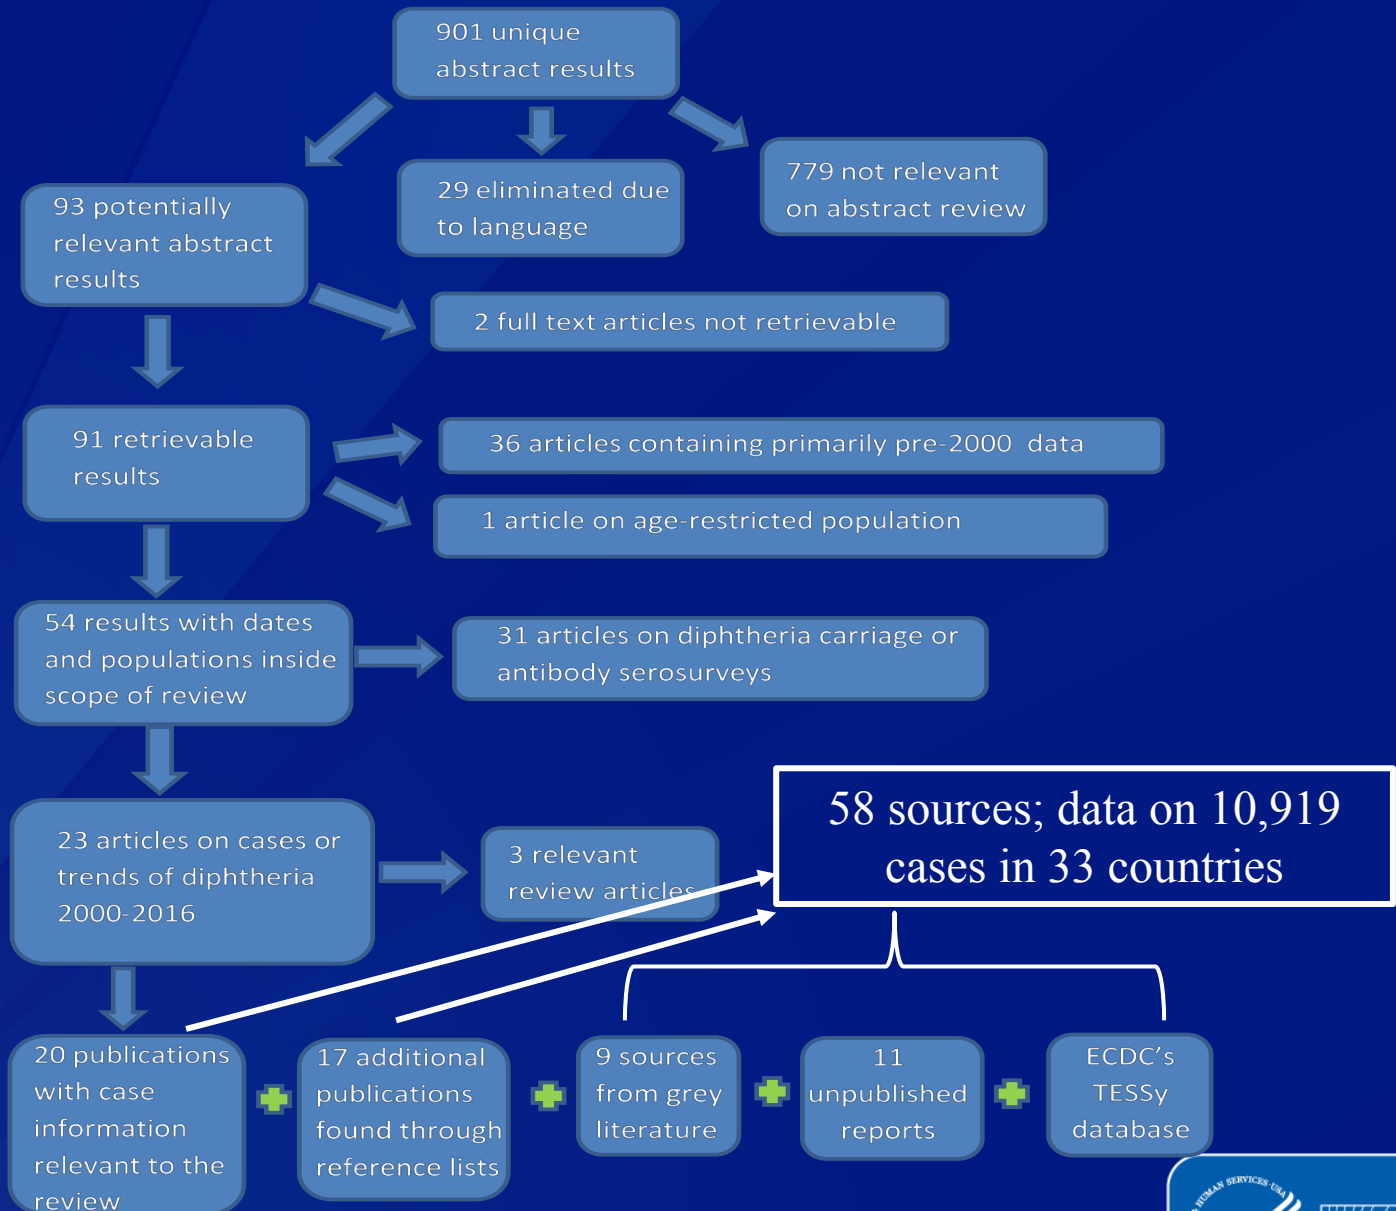 901 unique
abstract results
93 potentially
relevant abstract
results
29 eliminated due
to language
779 not relevant
on abstract review
2 full text articles not retrievable
91 retrievable
results
36 articles containing primarily pre-2000 data
1 article on age-restricted population
54 results with dates
and populations inside
scope of review
31 articles on diphtheria carriage or
antibody serosurveys
23 articles on cases or
trends of diphtheria
2000-2016
3 relevant
review articles
58 sources; data on 10,919
cases in 33 countries
20 publications
with case
information
relevant to the
review
17 additional
publications
found through
reference lists
9 sources
from grey
literature
11
unpublished
reports
ECDC's
TESSy
database
HUMAN SERVICES·USA